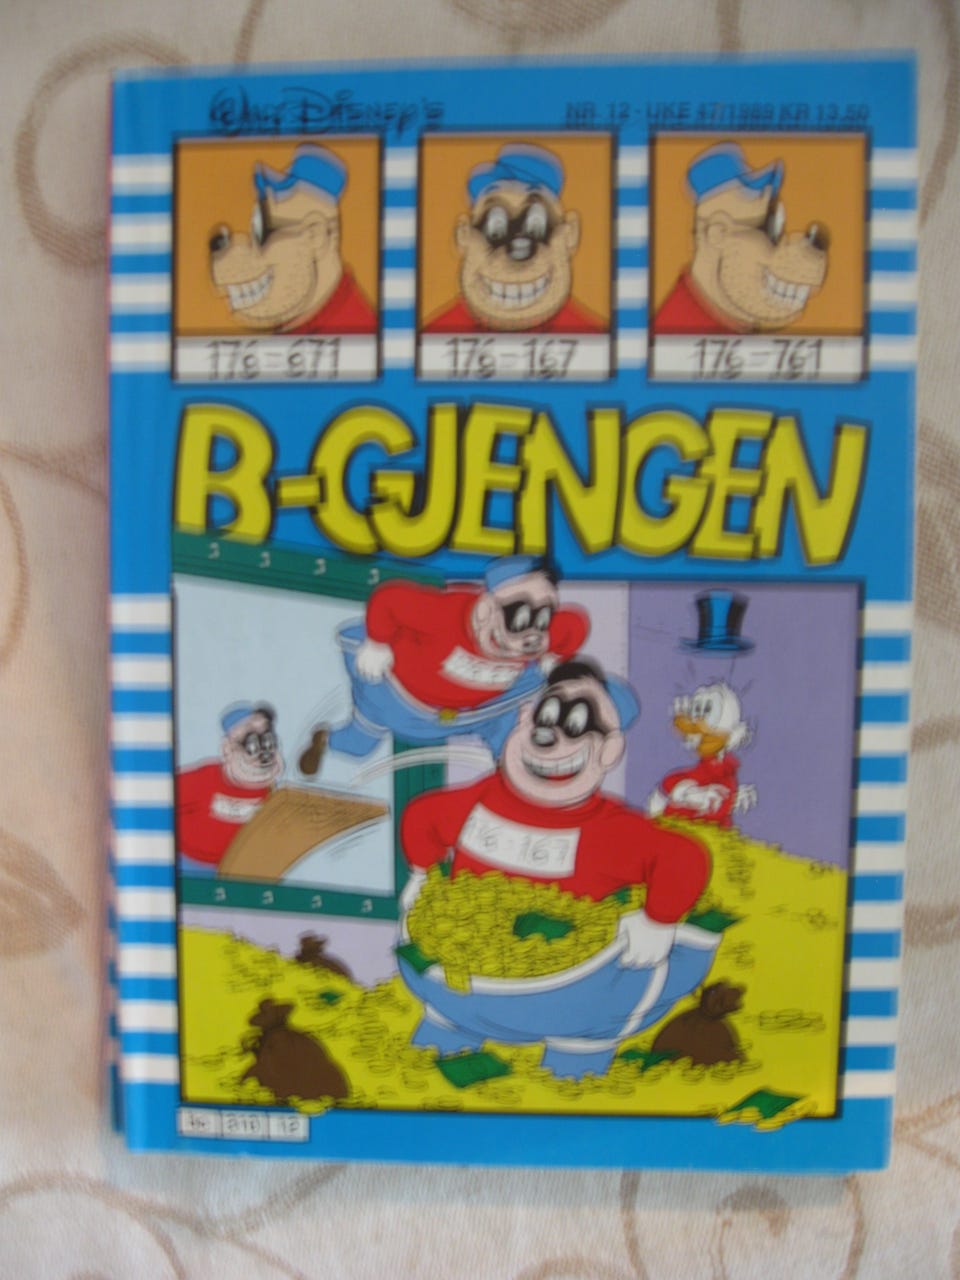 WALT DISNEY'S
NR. 12 - UKE 47/1989 KR 13,50
176-671
176-167
176-761
B-GJENGEN
176-167